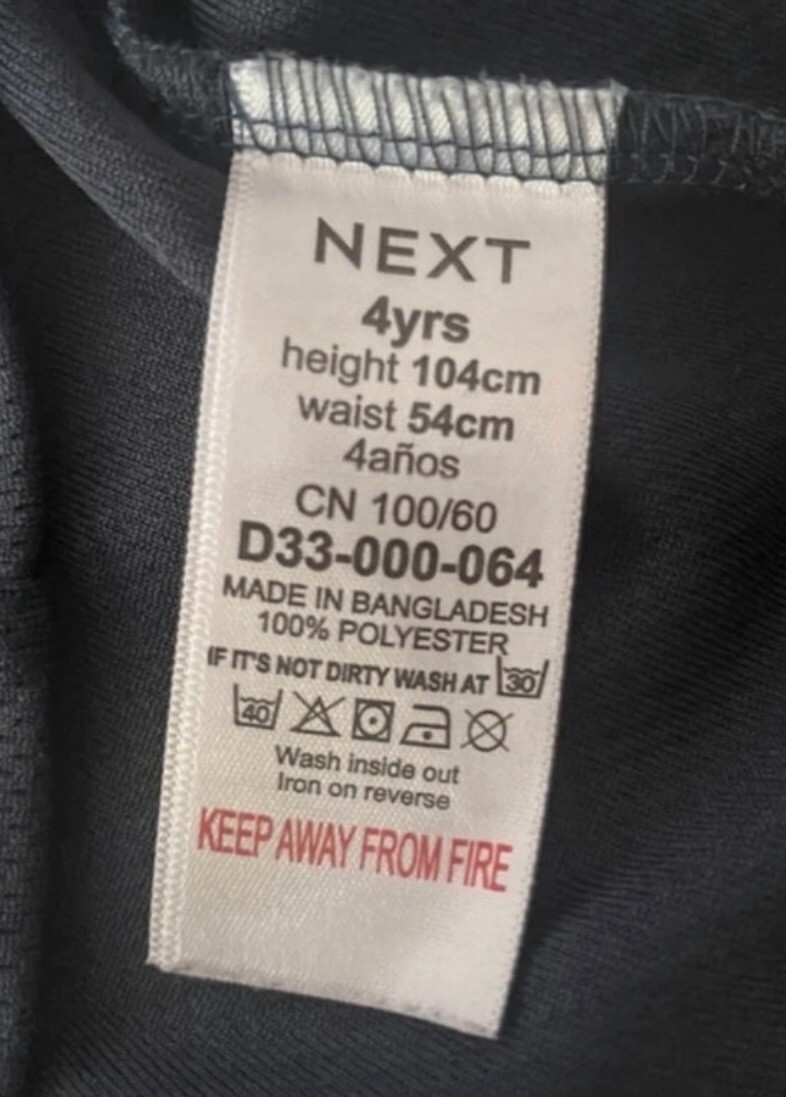 NEXT
4yrs
height 104cm
waist 54cm
4años
CN 100/60
D33-000-064
MADE IN BANGLADESH
100% POLYESTER
IF IT'S NOT DIRTY WASH AT 30
40
Wash inside out
Iron on reverse
KEEP AWAY FROM FIRE